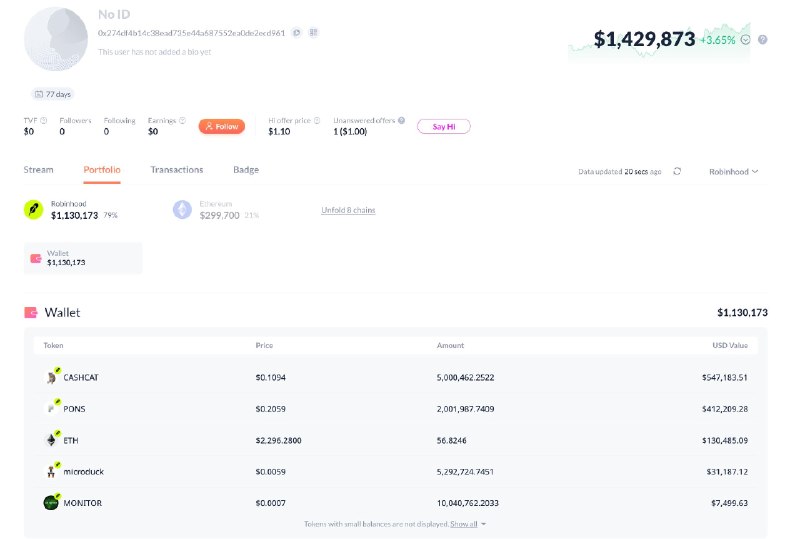 No ID
0x274df4b14c38ead735e44a687552ea0de2ecd961
This user has not added a bio yet
$1,429,873 +3.65%
77 days
TVF Followers Following Earnings Hi offer price Unanswered offers
$0 0 0 $0 Follow $1.10 1 ($1.00) Say Hi
Stream Portfolio Transactions Badge Data updated 20 secs ago Robinhood
Robinhood
$1,130,173 79%
Ethereum
$299,700 21%
Unfold 8 chains
Wallet
$1,130,173
Wallet $1,130,173
Token Price Amount USD Value
CASHCAT $0.1094 5,000,462.2522 $547,183.51
PONS $0.2059 2,001,987.7409 $412,209.28
ETH $2,296.2800 56.8246 $130,485.09
microduck $0.0059 5,292,724.7451 $31,187.12
MONITOR $0.0007 10,040,762.2033 $7,499.63
Tokens with small balances are not displayed. Show all